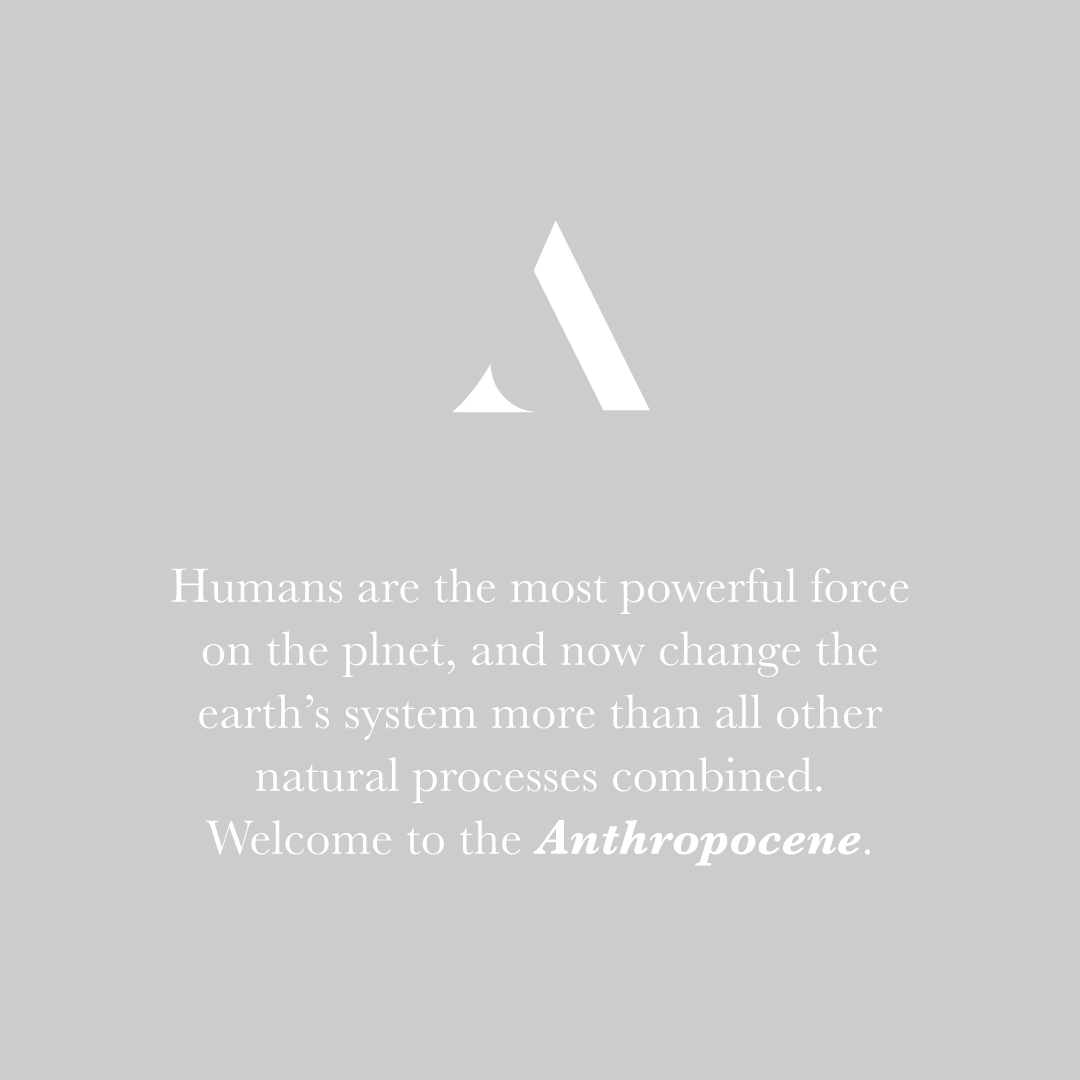 A
Humans are the most powerful force
on the plnet, and now change the
earth’s system more than all other
natural processes combined.
Welcome to the Anthropocene.